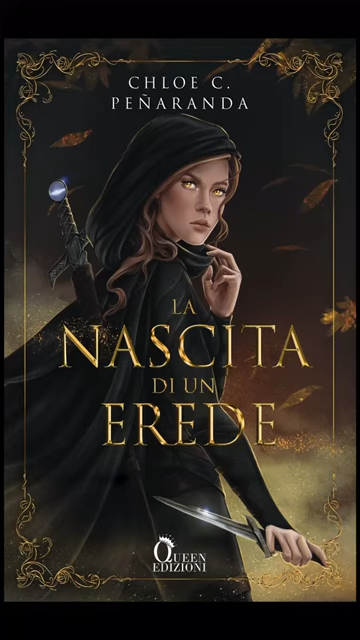 CHLOE C.
PEÑARANDA
LA
NASCITA
DI UN
EREDE
QUEEN
EDIZIONI